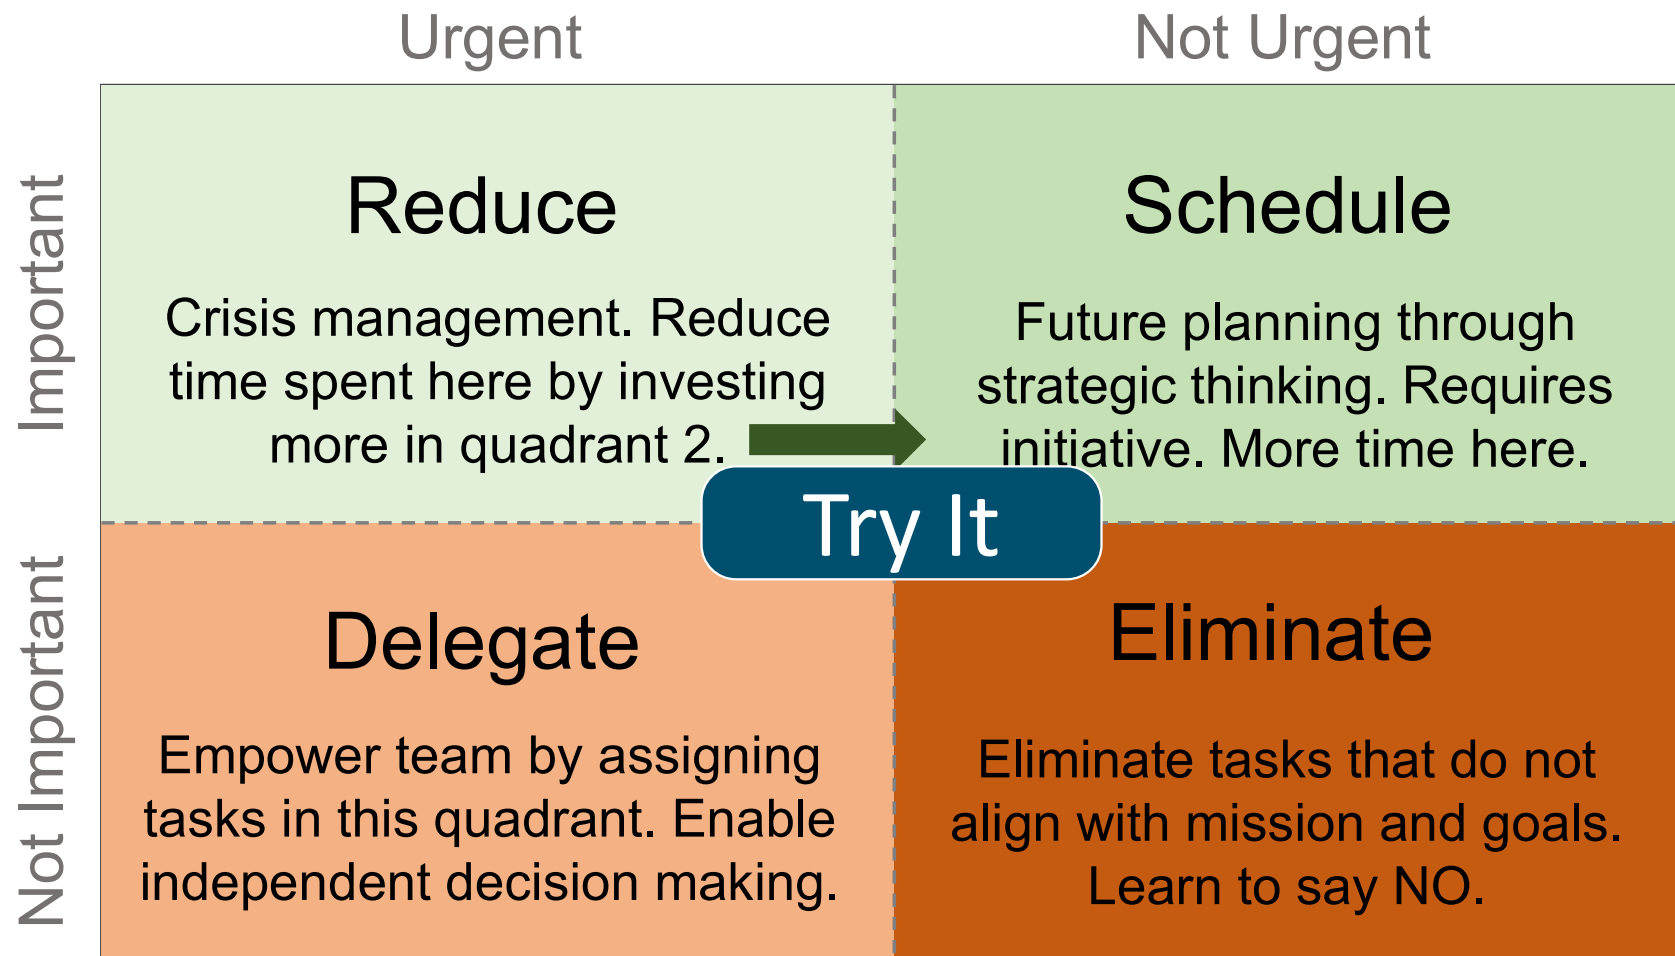 Urgent
Not Urgent
Important
Reduce
Crisis management. Reduce
time spent here by investing
more in quadrant 2.
Schedule
Future planning through
strategic thinking. Requires
initiative. More time here.
Try It
Not Important
Delegate
Empower team by assigning
tasks in this quadrant. Enable
independent decision making.
Eliminate
Eliminate tasks that do not
align with mission and goals.
Learn to say NO.